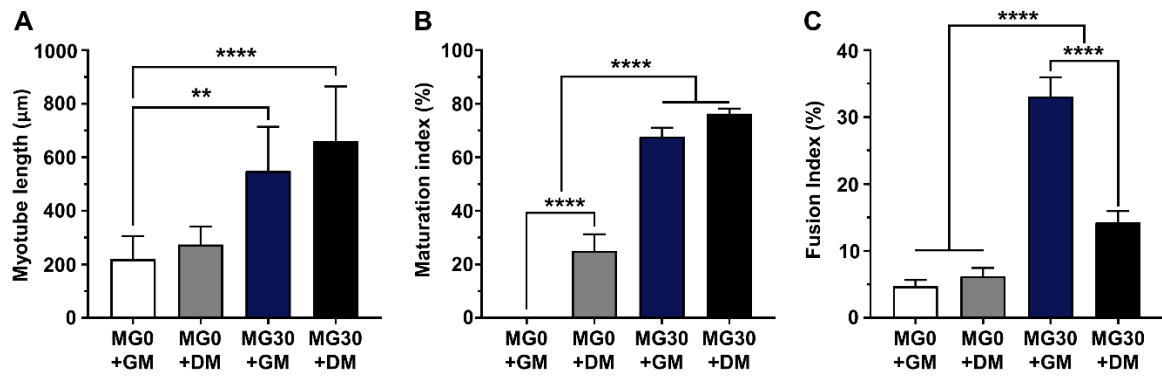 A
Myotube length (μm)
1000
800
600
400
200
0
****
**
MG0 MG0 MG30 MG30
+GM +DM +GM +DM
B
Maturation index (%)
100
80
60
40
20
0
****
****
MG0 MG0 MG30 MG30
+GM +DM +GM +DM
C
Fusion Index (%)
40
30
20
10
0
****
****
MG0 MG0 MG30 MG30
+GM +DM +GM +DM